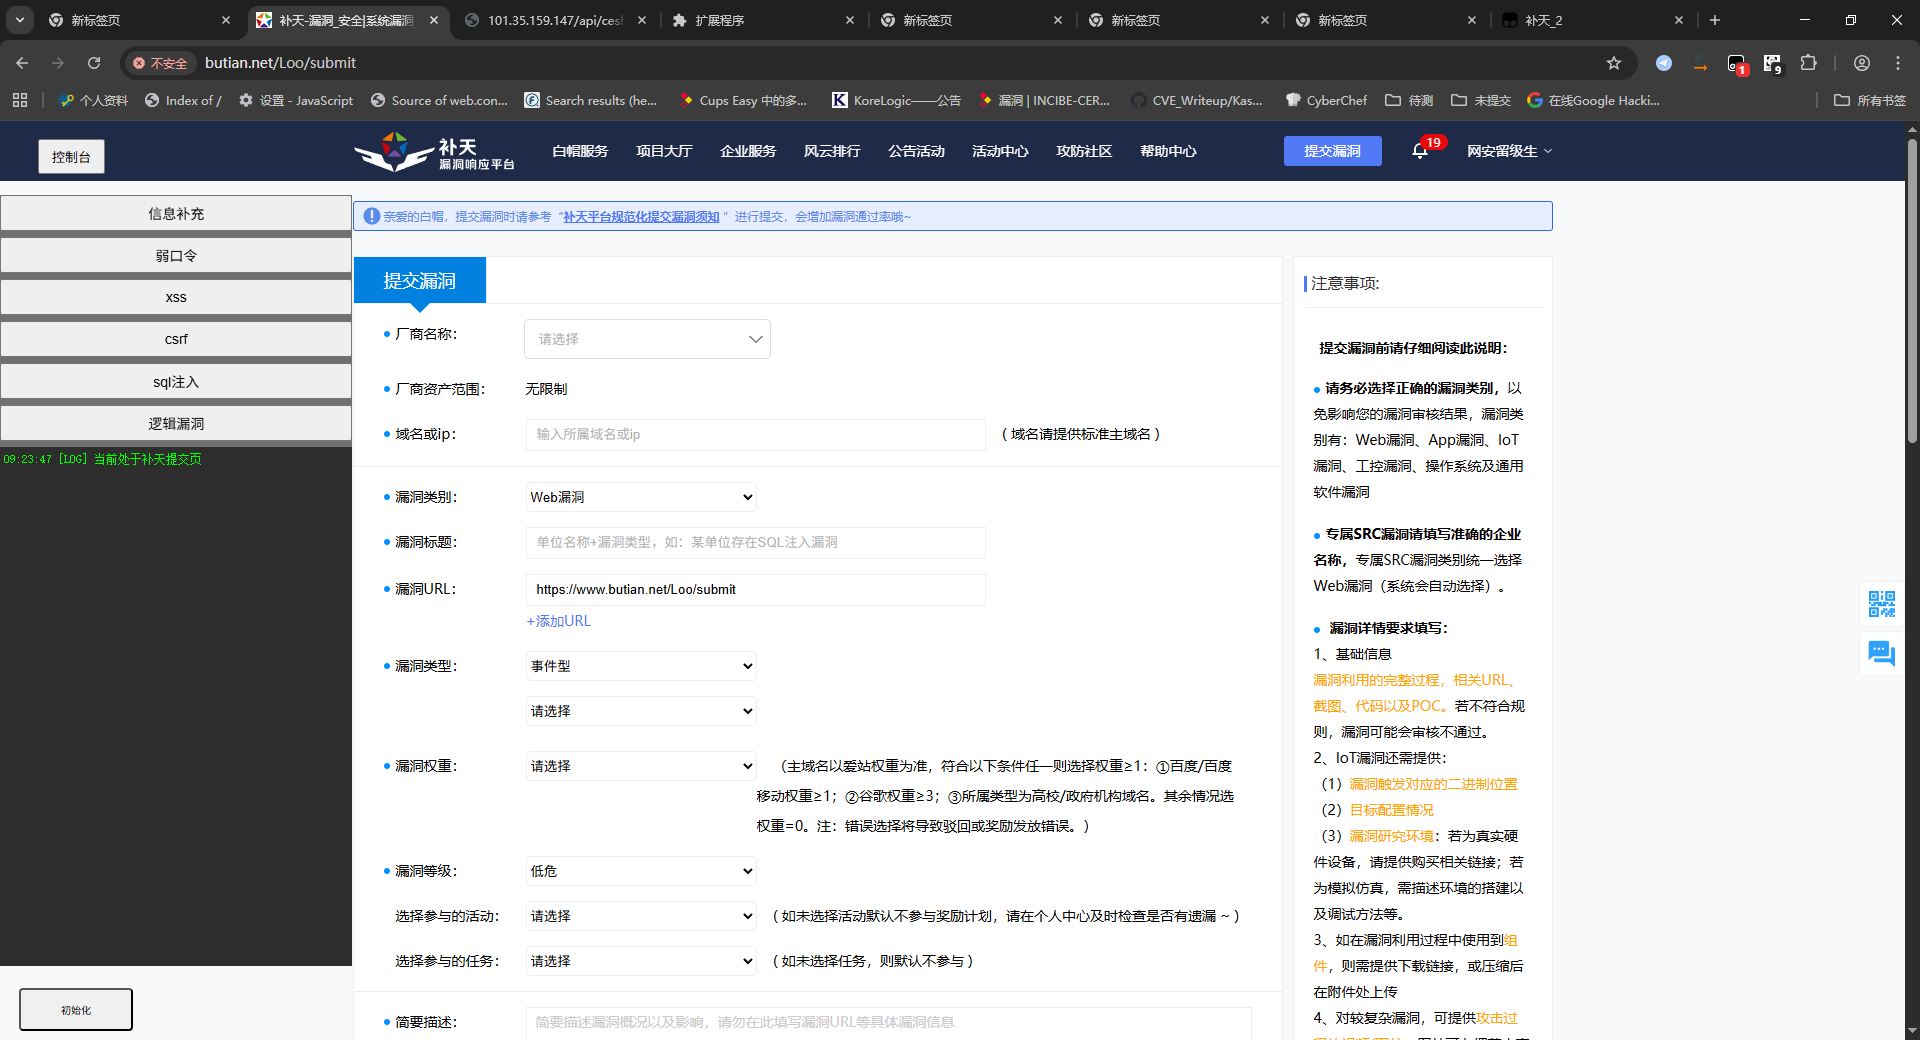 新标签页
补天-漏洞_安全|系统漏洞
101.35.159.147/api/cesl
扩展程序
新标签页
新标签页
新标签页
补天_2
不安全
butian.net/Loo/submit
1
9
个人资料
Index of /
设置 - JavaScript
Source of web.con...
Search results (he...
Cups Easy 中的多...
KoreLogic——公告
漏洞 | INCIBE-CER...
CVE_Writeup/Kas...
CyberChef
待测
未提交
在线Google Hacki...
所有书签
控制台
补天
漏洞响应平台
白帽服务
项目大厅
企业服务
风云排行
公告活动
活动中心
攻防社区
帮助中心
提交漏洞
19
网安留级生
信息补充
弱口令
xss
csrf
sql注入
逻辑漏洞
09:23:47 [LOG] 当前处于补天提交页
初始化
亲爱的白帽，提交漏洞时请参考“补天平台规范化提交漏洞须知 ”进行提交，会增加漏洞通过率哦~
提交漏洞
厂商名称：
请选择
厂商资产范围：
无限制
域名或ip：
输入所属域名或ip
（ 域名请提供标准主域名 ）
漏洞类别：
Web漏洞
漏洞标题：
单位名称+漏洞类型，如：某单位存在SQL注入漏洞
漏洞URL：
https://www.butian.net/Loo/submit
+添加URL
漏洞类型：
事件型
请选择
漏洞权重：
请选择
（主域名以爱站权重为准，符合以下条件任一则选择权重≥1：①百度/百度
移动权重≥1；②谷歌权重≥3；③所属类型为高校/政府机构域名。其余情况选
权重=0。注：错误选择将导致驳回或奖励发放错误。）
漏洞等级：
低危
选择参与的活动：
请选择
（ 如未选择活动默认不参与奖励计划，请在个人中心及时检查是否有遗漏 ~ ）
选择参与的任务：
请选择
（ 如未选择任务，则默认不参与 ）
简要描述：
简要描述漏洞概况以及影响，请勿在此填写漏洞URL等具体漏洞信息
注意事项:
提交漏洞前请仔细阅读此说明：
请务必选择正确的漏洞类别，以
免影响您的漏洞审核结果，漏洞类
别有：Web漏洞、App漏洞、IoT
漏洞、工控漏洞、操作系统及通用
软件漏洞
专属SRC漏洞请填写准确的企业
名称，专属SRC漏洞类别统一选择
Web漏洞（系统会自动选择）。
漏洞详情要求填写：
1、基础信息
漏洞利用的完整过程，相关URL、
截图、代码以及POC。若不符合规
则，漏洞可能会审核不通过。
2、IoT漏洞还需提供：
（1）漏洞触发对应的二进制位置
（2）目标配置情况
（3）漏洞研究环境：若为真实硬
件设备，请提供购买相关链接；若
为模拟仿真，需描述环境的搭建以
及调试方法等。
3、如在漏洞利用过程中使用到组
件，则需提供下载链接，或压缩后
在附件处上传
4、对较复杂漏洞，可提供攻击过